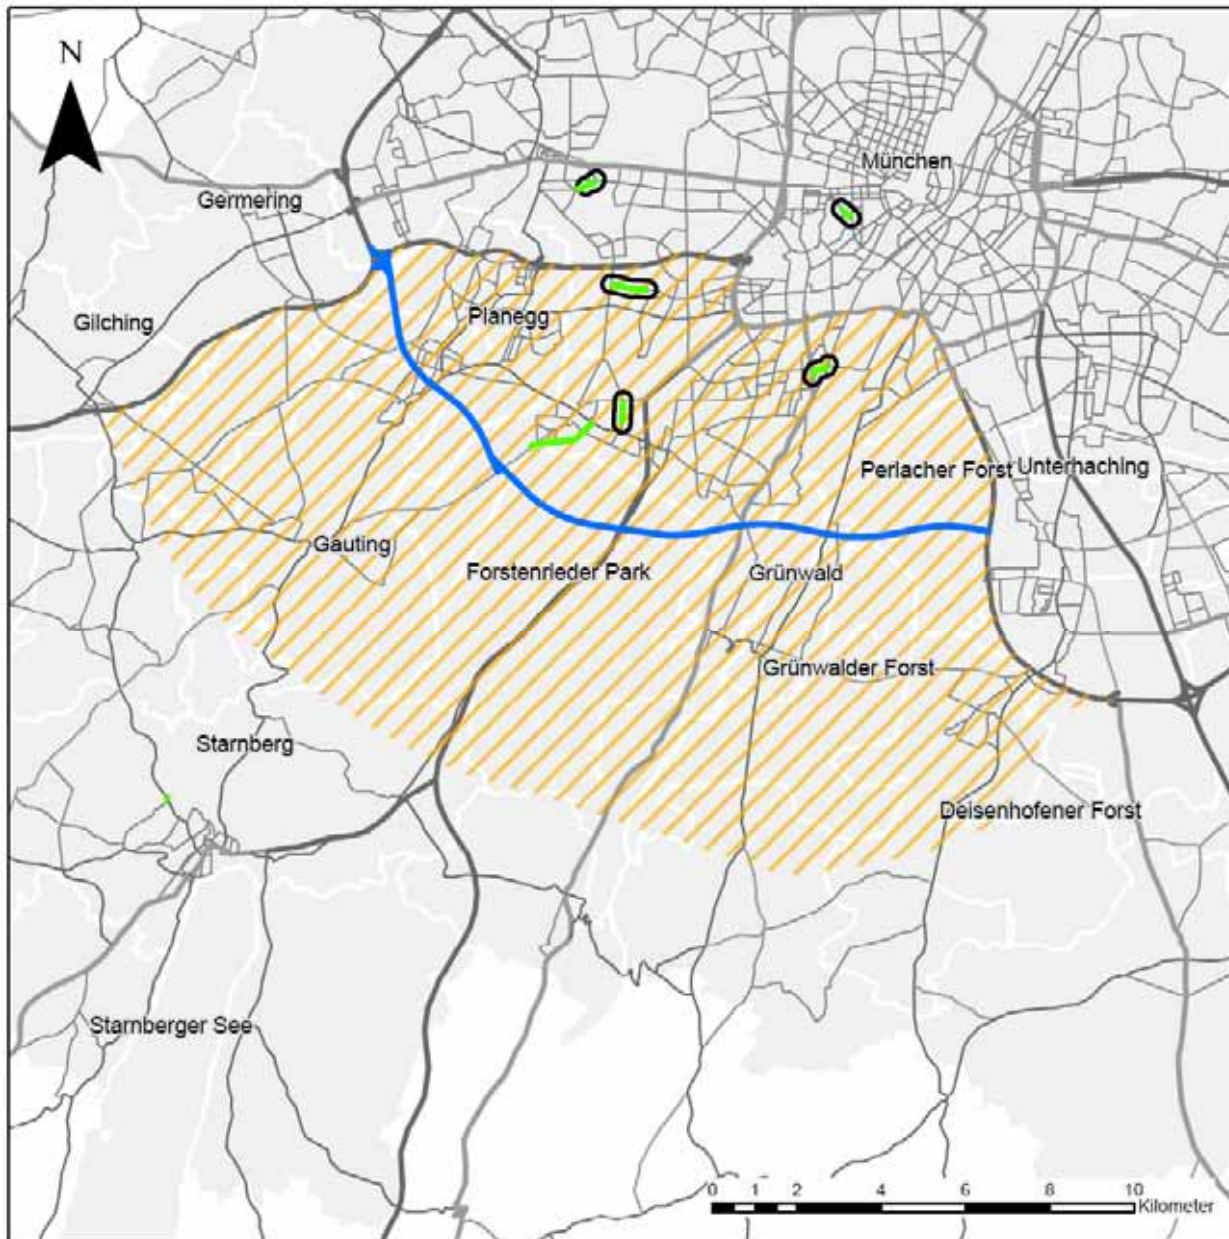 N
München
Germering
Planegg
Gilching
Perlacher Forst
Unterhaching
Gauting
Forstenrieder Park
Grünwald
Grünwalder Forst
Starnberg
Deisenhofener Forst
Starnberger See
0 1 2 4 6 8 10
Kilometer